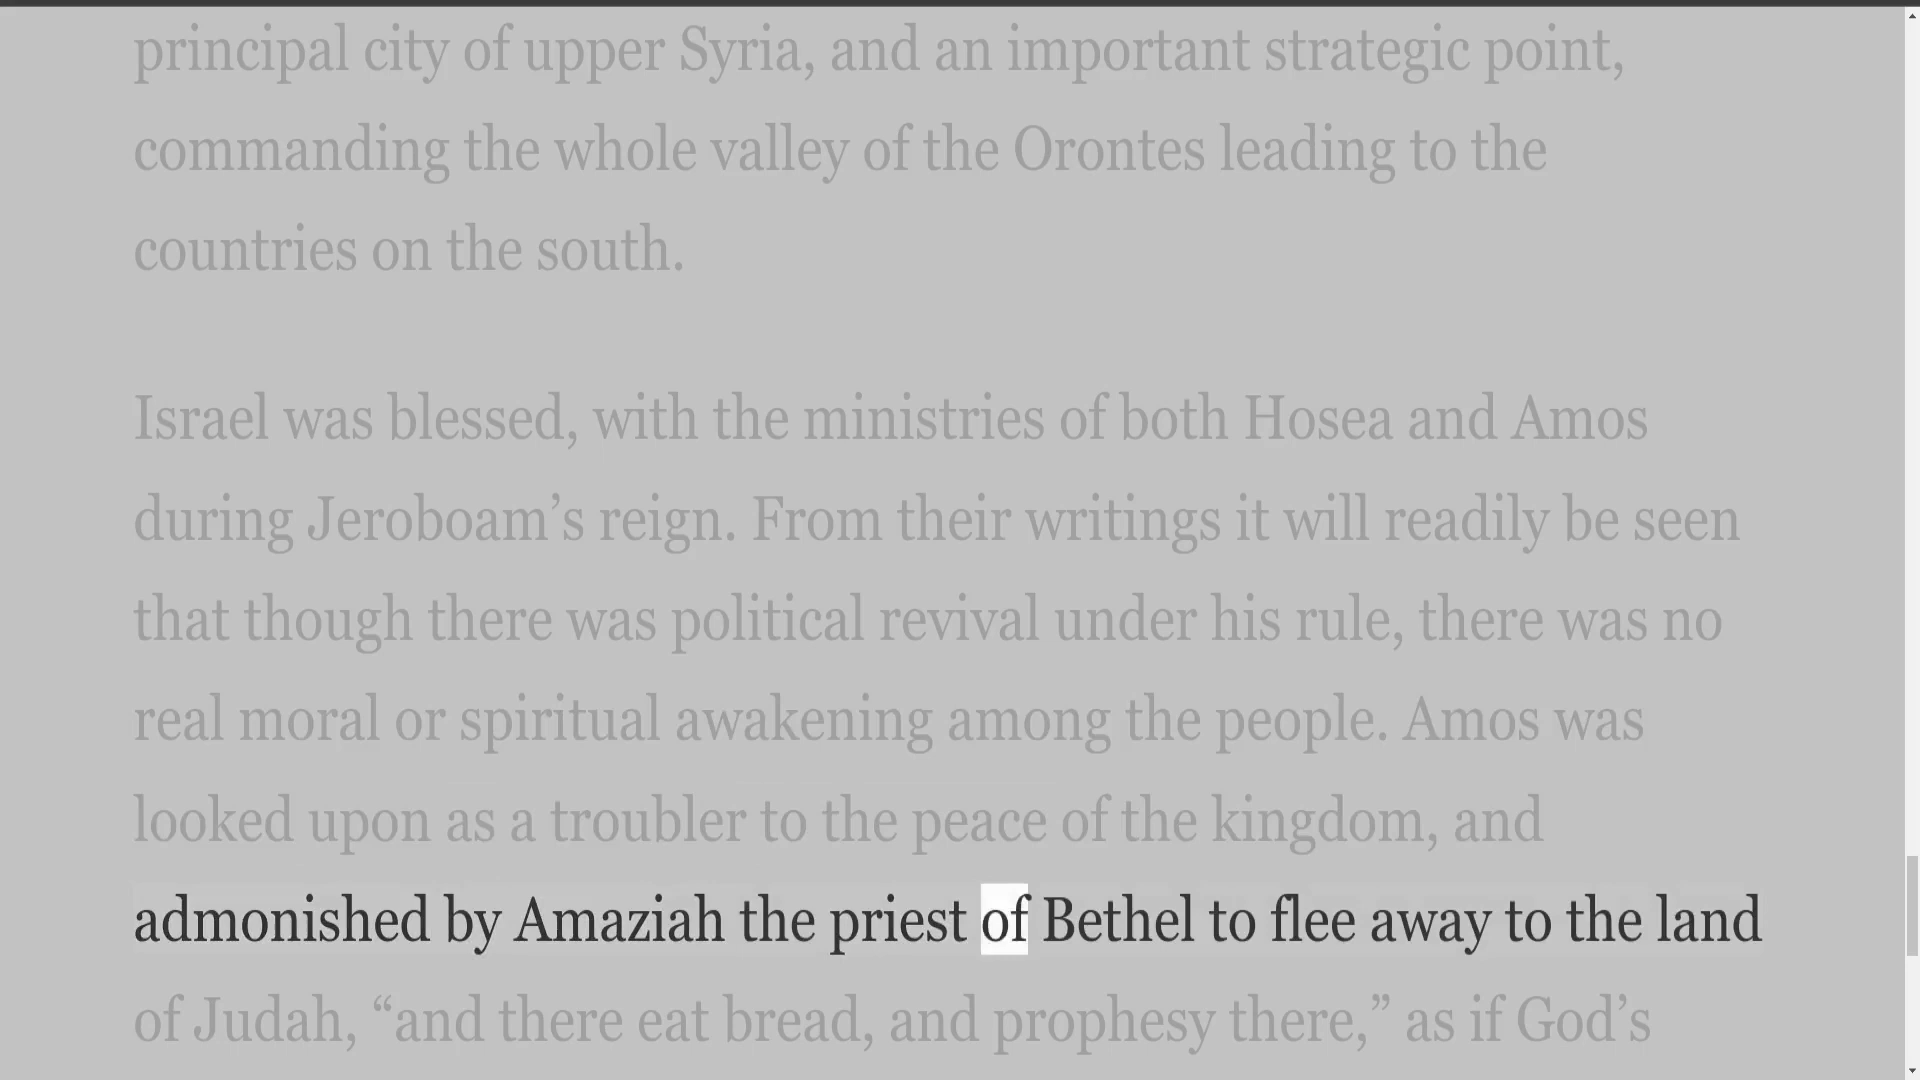 principal city of upper Syria, and an important strategic point,
commanding the whole valley of the Orontes leading to the
countries on the south.
Israel was blessed, with the ministries of both Hosea and Amos
during Jeroboam’s reign. From their writings it will readily be seen
that though there was political revival under his rule, there was no
real moral or spiritual awakening among the people. Amos was
looked upon as a troubler to the peace of the kingdom, and
admonished by Amaziah the priest of Bethel to flee away to the land
of Judah, “and there eat bread, and prophesy there,” as if God’s